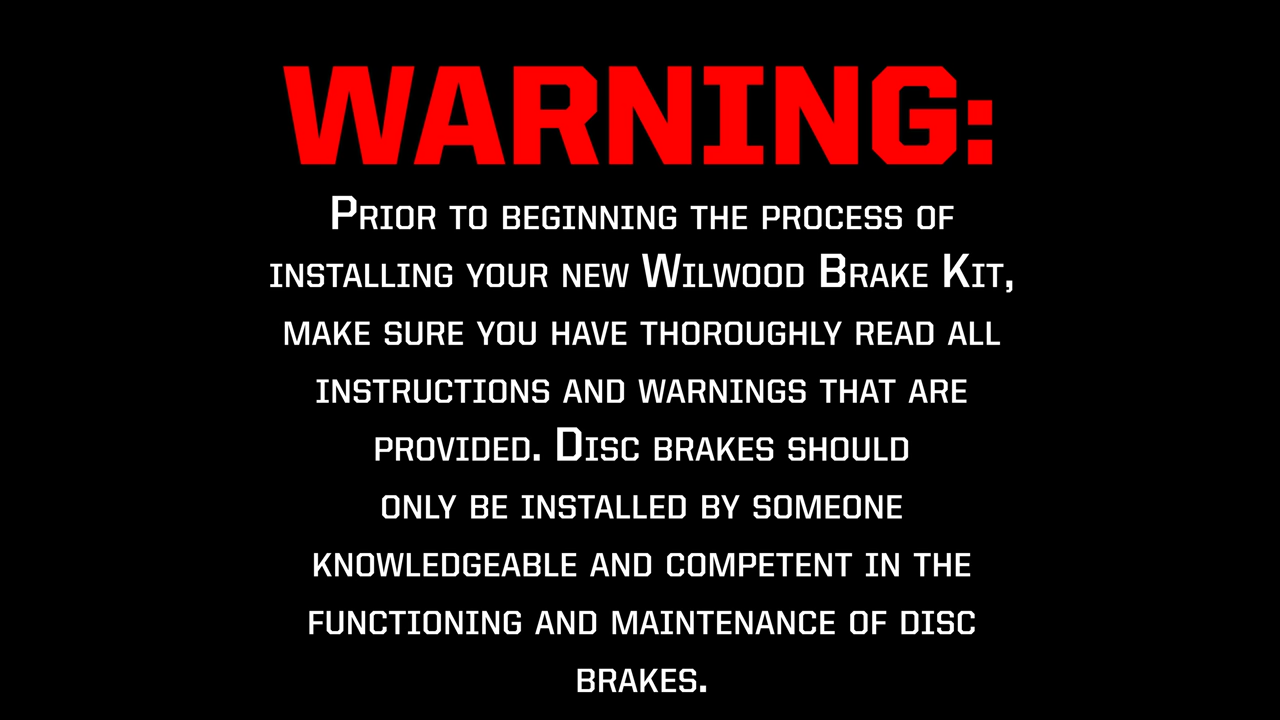 WARNING:
Prior to beginning the process of
installing your new Wilwood Brake Kit,
make sure you have thoroughly read all
instructions and warnings that are
provided. Disc brakes should
only be installed by someone
knowledgeable and competent in the
functioning and maintenance of disc
brakes.